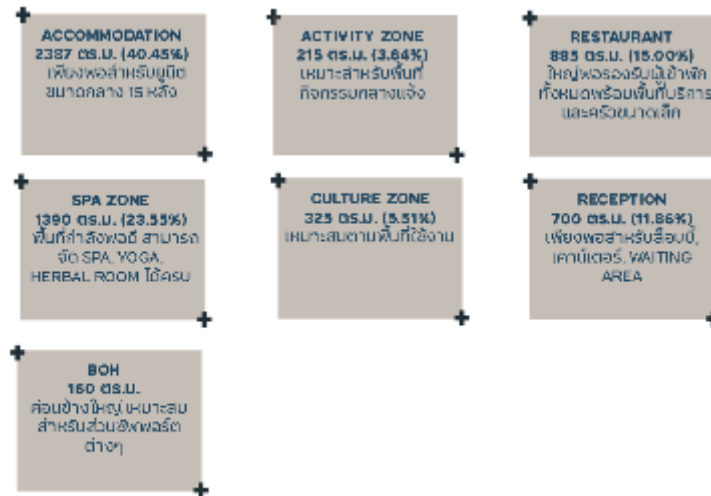 ACCOMMODATION
2387 ตร.ม. (40.45%)
เพียงพอสำหรับยูนิต
ขนาดกลาง 15 หลัง
ACTIVITY ZONE
215 ตร.ม. (3.64%)
เหมาะสำหรับพื้นที่
กิจกรรมกลางแจ้ง
RESTAURANT
885 ตร.ม. (15.00%)
ใหญ่พอรองรับผู้เข้าพัก
ทั้งหมดพร้อมพื้นที่บริการ
และครัวขนาดเล็ก
SPA ZONE
1390 ตร.ม. (23.55%)
พื้นที่กำลังพอดี สามารถ
จัด SPA, YOGA,
HERBAL ROOM ได้ครบ
CULTURE ZONE
325 ตร.ม. (5.51%)
เหมาะสมตามพื้นที่ใช้งาน
RECEPTION
700 ตร.ม. (11.86%)
เพียงพอสำหรับล็อบบี้,
เคาน์เตอร์, WAITING
AREA
BOH
160 ตร.ม.
ค่อนข้างใหญ่ เหมาะสม
สำหรับส่วนซัพพอร์ต
ต่างๆ